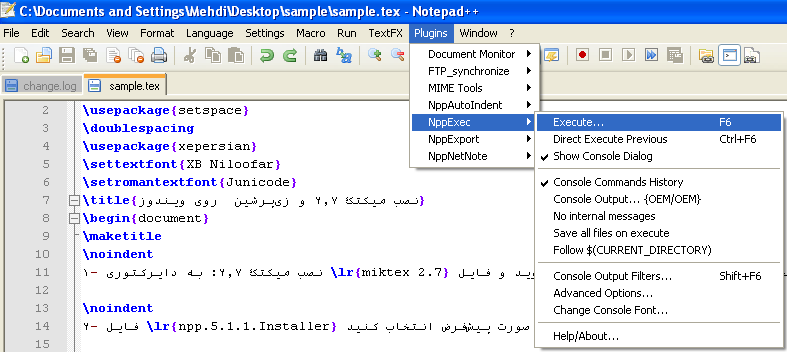 C:\Documents and Settings\Mehdi\Desktop\sample\sample.tex - Notepad++
File Edit Search View Format Language Settings Macro Run TextFX Plugins Window ?
change.log sample.tex
Document Monitor
FTP_synchronize
MIME Tools
NppAutoIndent
NppExec
NppExport
NppNetNote
Execute... F6
Direct Execute Previous Ctrl+F6
Show Console Dialog
Console Commands History
Console Output... {OEM/OEM}
No internal messages
Save all files on execute
Follow $(CURRENT_DIRECTORY)
Console Output Filters... Shift+F6
Advanced Options...
Change Console Font...
Help/About...
2 \usepackage{setspace}
3 \doublespacing
4 \usepackage{xepersian}
5 \settextfont{XB Niloofar}
6 \setromantextfont{Junicode}
7 \title{نصب میکتک ۲٫۷ و زی‌پرشین روی ویندوز}
8 \begin{document}
9 \maketitle
10 \noindent
11 ۱- نصب میکتک ۲٫۷: به دایرکتوری \lr{miktex 2.7} وید و فایل
12
13 \noindent
14 ۲- فایل \lr{npp.5.1.1.Installer} صورت پیش‌فرض انتخاب کنید